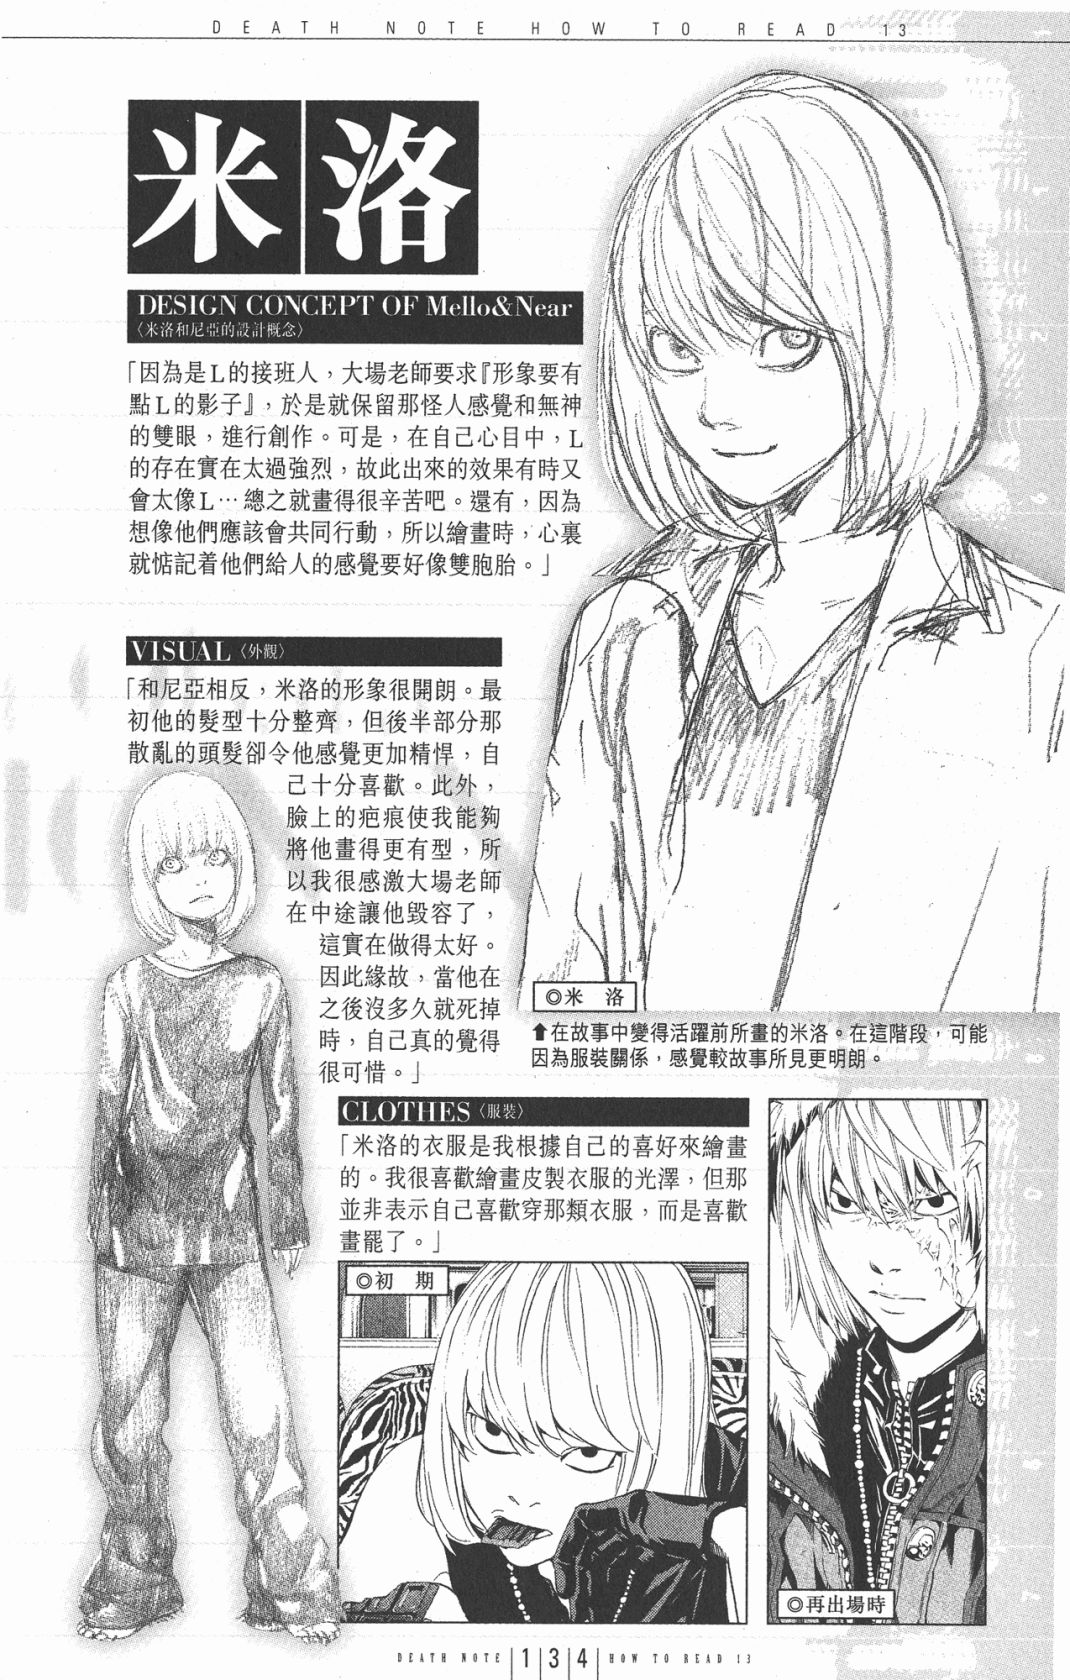 DEATH NOTE HOW TO READ 13
米洛
DESIGN CONCEPT OF Mello&Near
〈米洛和尼亞的設計概念〉
「因為是L的接班人，大場老師要求『形象要有
點L的影子』，於是就保留那怪人感覺和無神
的雙眼，進行創作。可是，在自己心目中，L
的存在實在太過強烈，故此出來的效果有時又
會太像L…總之就畫得很辛苦吧。還有，因為
想像他們應該會共同行動，所以繪畫時，心裏
就惦記着他們給人的感覺要好像雙胞胎。」
VISUAL〈外觀〉
「和尼亞相反，米洛的形象很開朗。最
初他的髮型十分整齊，但後半部分那
散亂的頭髮卻令他感覺更加精悍，自
己十分喜歡。此外，
臉上的疤痕使我能夠
將他畫得更有型，所
以我很感激大場老師
在中途讓他毀容了，
這實在做得太好。
因此緣故，當他在
之後沒多久就死掉
時，自己真的覺得
很可惜。」
◎米 洛
⬆在故事中變得活躍前所畫的米洛。在這階段，可能
因為服裝關係，感覺較故事所見更明朗。
CLOTHES〈服裝〉
「米洛的衣服是我根據自己的喜好來繪畫
的。我很喜歡繪畫皮製衣服的光澤，但那
並非表示自己喜歡穿那類衣服，而是喜歡
畫罷了。」
◎初 期
◎再出場時
DEATH NOTE 134 HOW TO READ 13